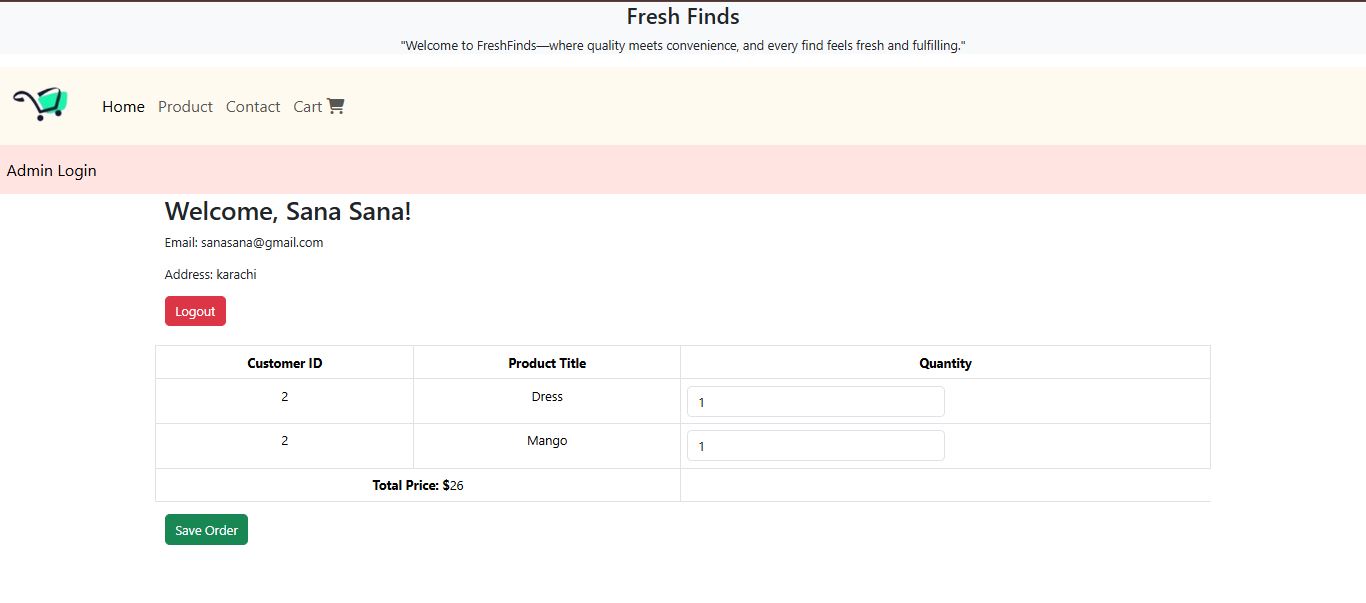 Fresh Finds
"Welcome to FreshFinds—where quality meets convenience, and every find feels fresh and fulfilling."
Home Product Contact Cart
Admin Login
Welcome, Sana Sana!
Email: sanasana@gmail.com
Address: karachi
Logout
Customer ID Product Title Quantity
2 Dress 1
2 Mango 1
Total Price: $26
Save Order